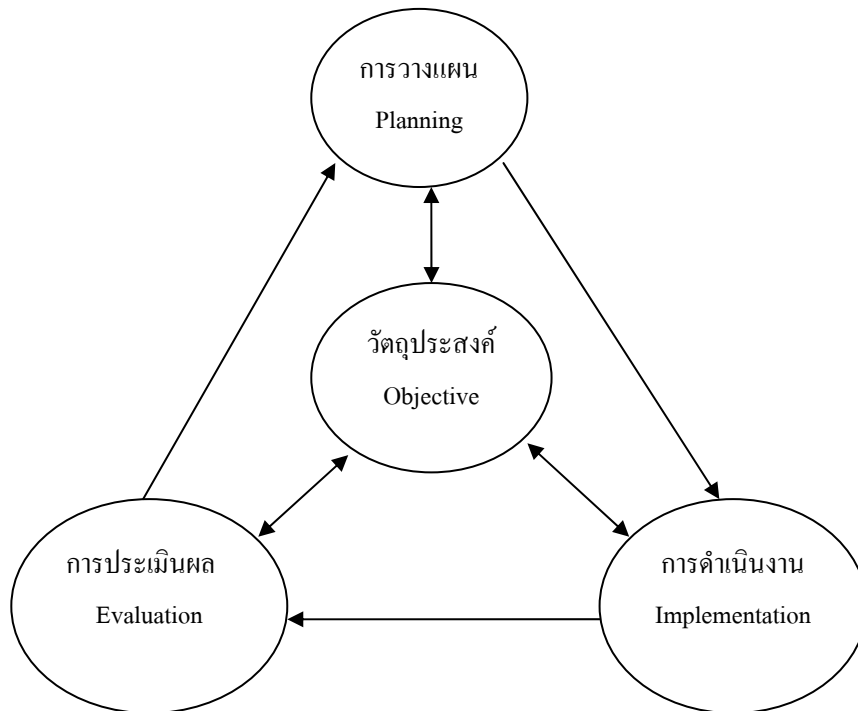 การวางแผน
Planning
วัตถุประสงค์
Objective
การประเมินผล
Evaluation
การดำเนินงาน
Implementation